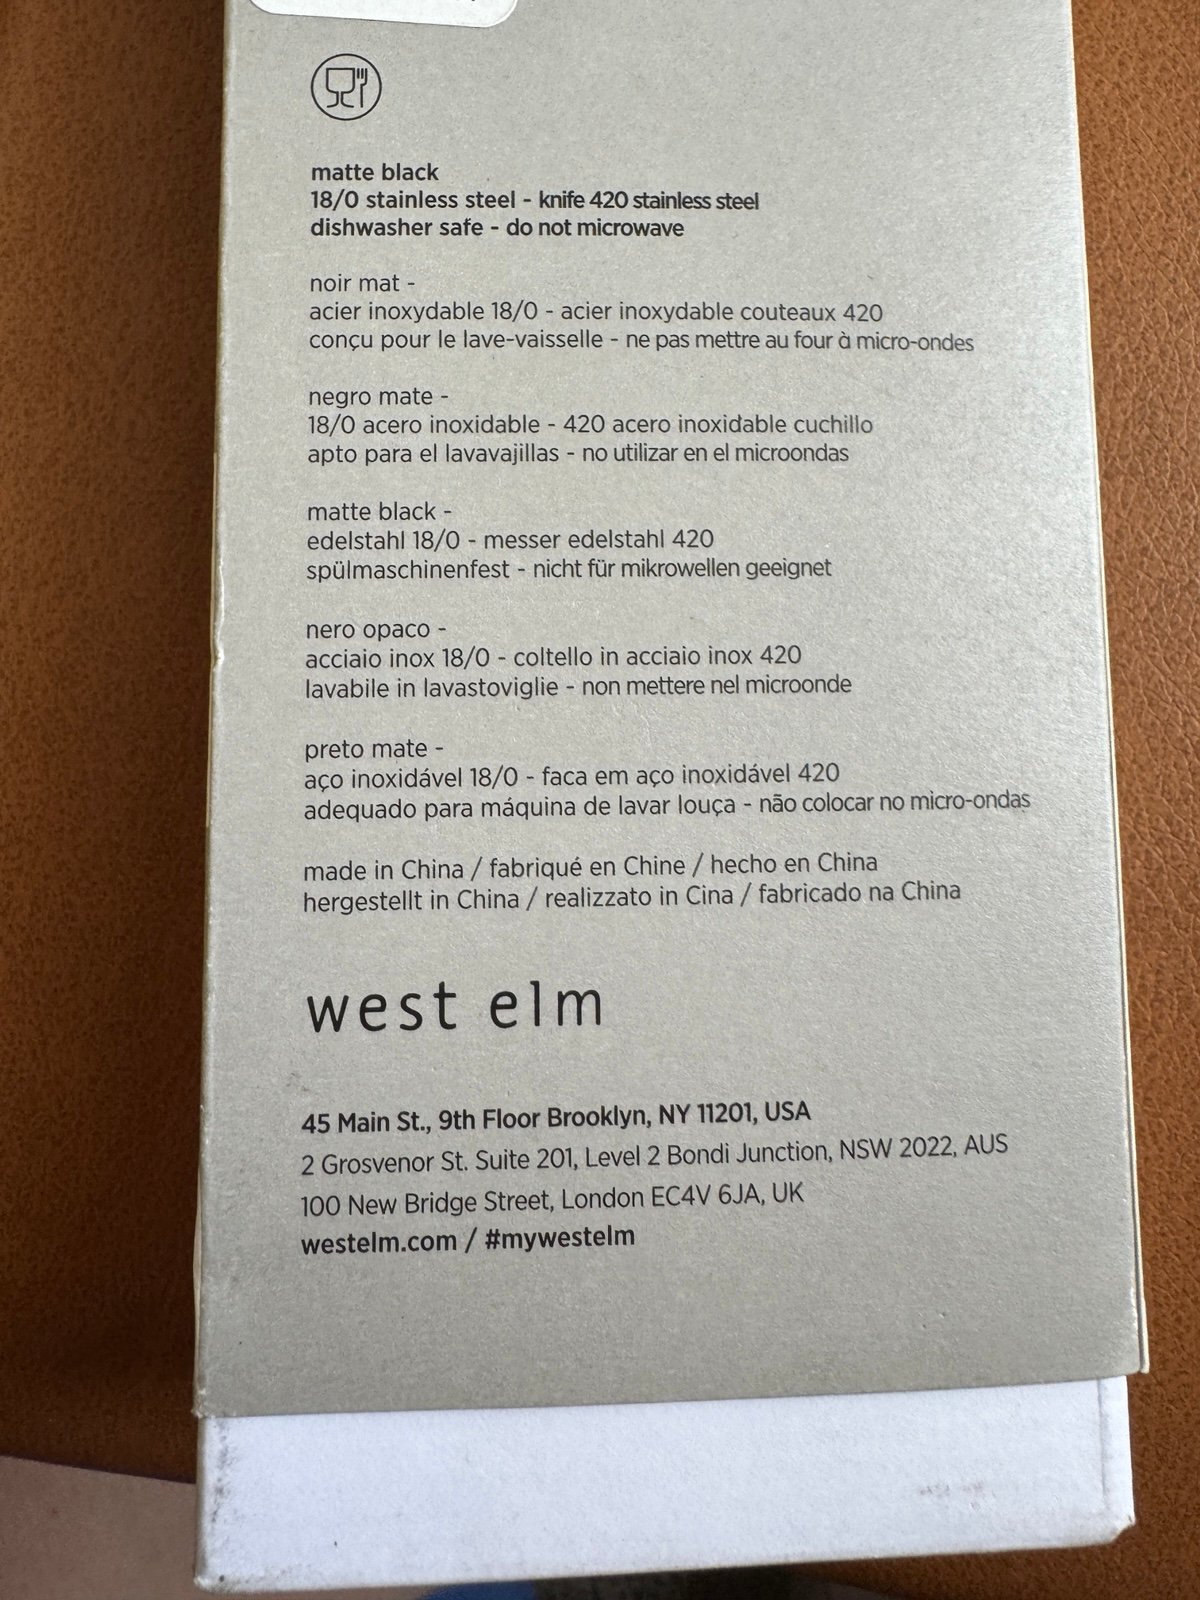 matte black
18/0 stainless steel - knife 420 stainless steel
dishwasher safe - do not microwave
noir mat -
acier inoxydable 18/0 - acier inoxydable couteaux 420
conçu pour le lave-vaisselle - ne pas mettre au four à micro-ondes
negro mate -
18/0 acero inoxidable - 420 acero inoxidable cuchillo
apto para el lavavajillas - no utilizar en el microondas
matte black -
edelstahl 18/0 - messer edelstahl 420
spülmaschinenfest - nicht für mikrowellen geeignet
nero opaco -
acciaio inox 18/0 - coltello in acciaio inox 420
lavabile in lavastoviglie - non mettere nel microonde
preto mate -
aço inoxidável 18/0 - faca em aço inoxidável 420
adequado para máquina de lavar louça - não colocar no micro-ondas
made in China / fabriqué en Chine / hecho en China
hergestellt in China / realizzato in Cina / fabricado na China
west elm
45 Main St., 9th Floor Brooklyn, NY 11201, USA
2 Grosvenor St. Suite 201, Level 2 Bondi Junction, NSW 2022, AUS
100 New Bridge Street, London EC4V 6JA, UK
westelm.com / #mywestelm